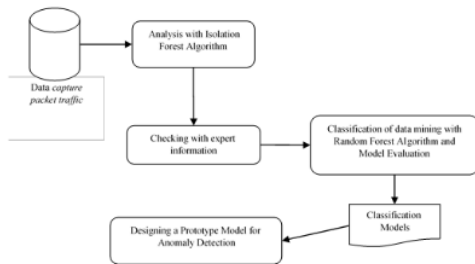 Analysis with Isolation
Forest Algorithm
Data capture
packet traffic
Checking with expert
information
Classification of data mining with
Random Forest Algorithm and
Model Evaluation
Classification
Models
Designing a Prototype Model for
Anomaly Detection